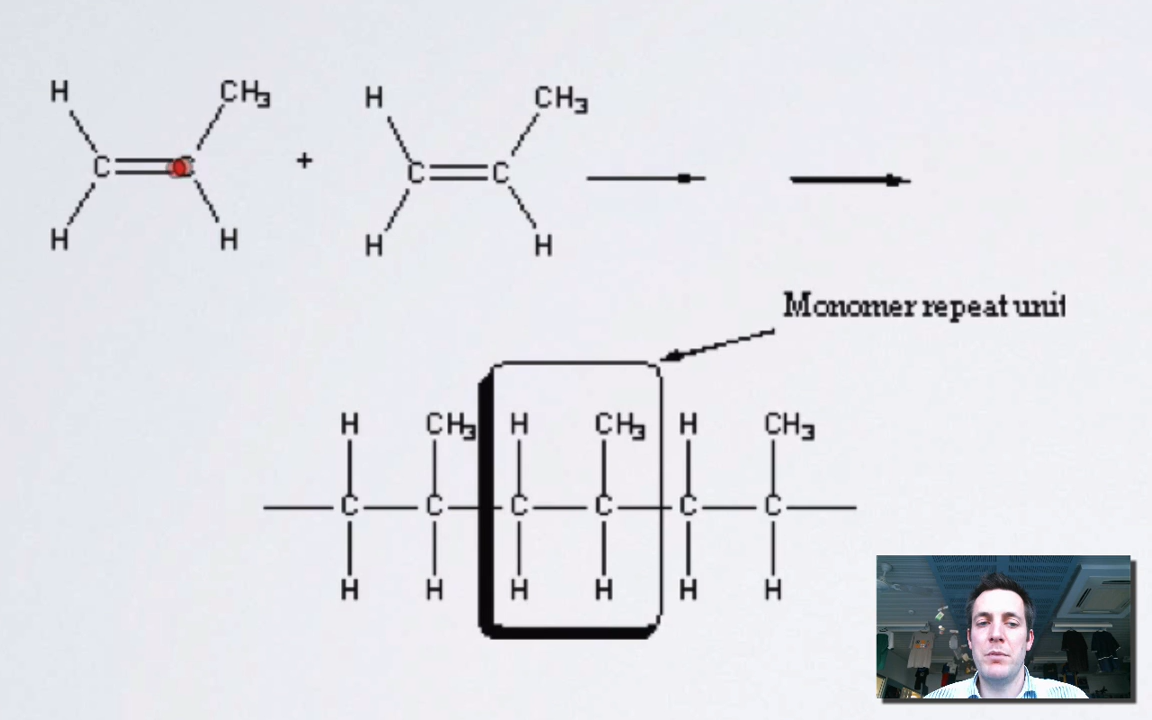 H CH3 H CH3
C C + C C
H H H H
Monomer repeat unit
H CH3 H CH3 H CH3
C C C C C C
H H H H H H